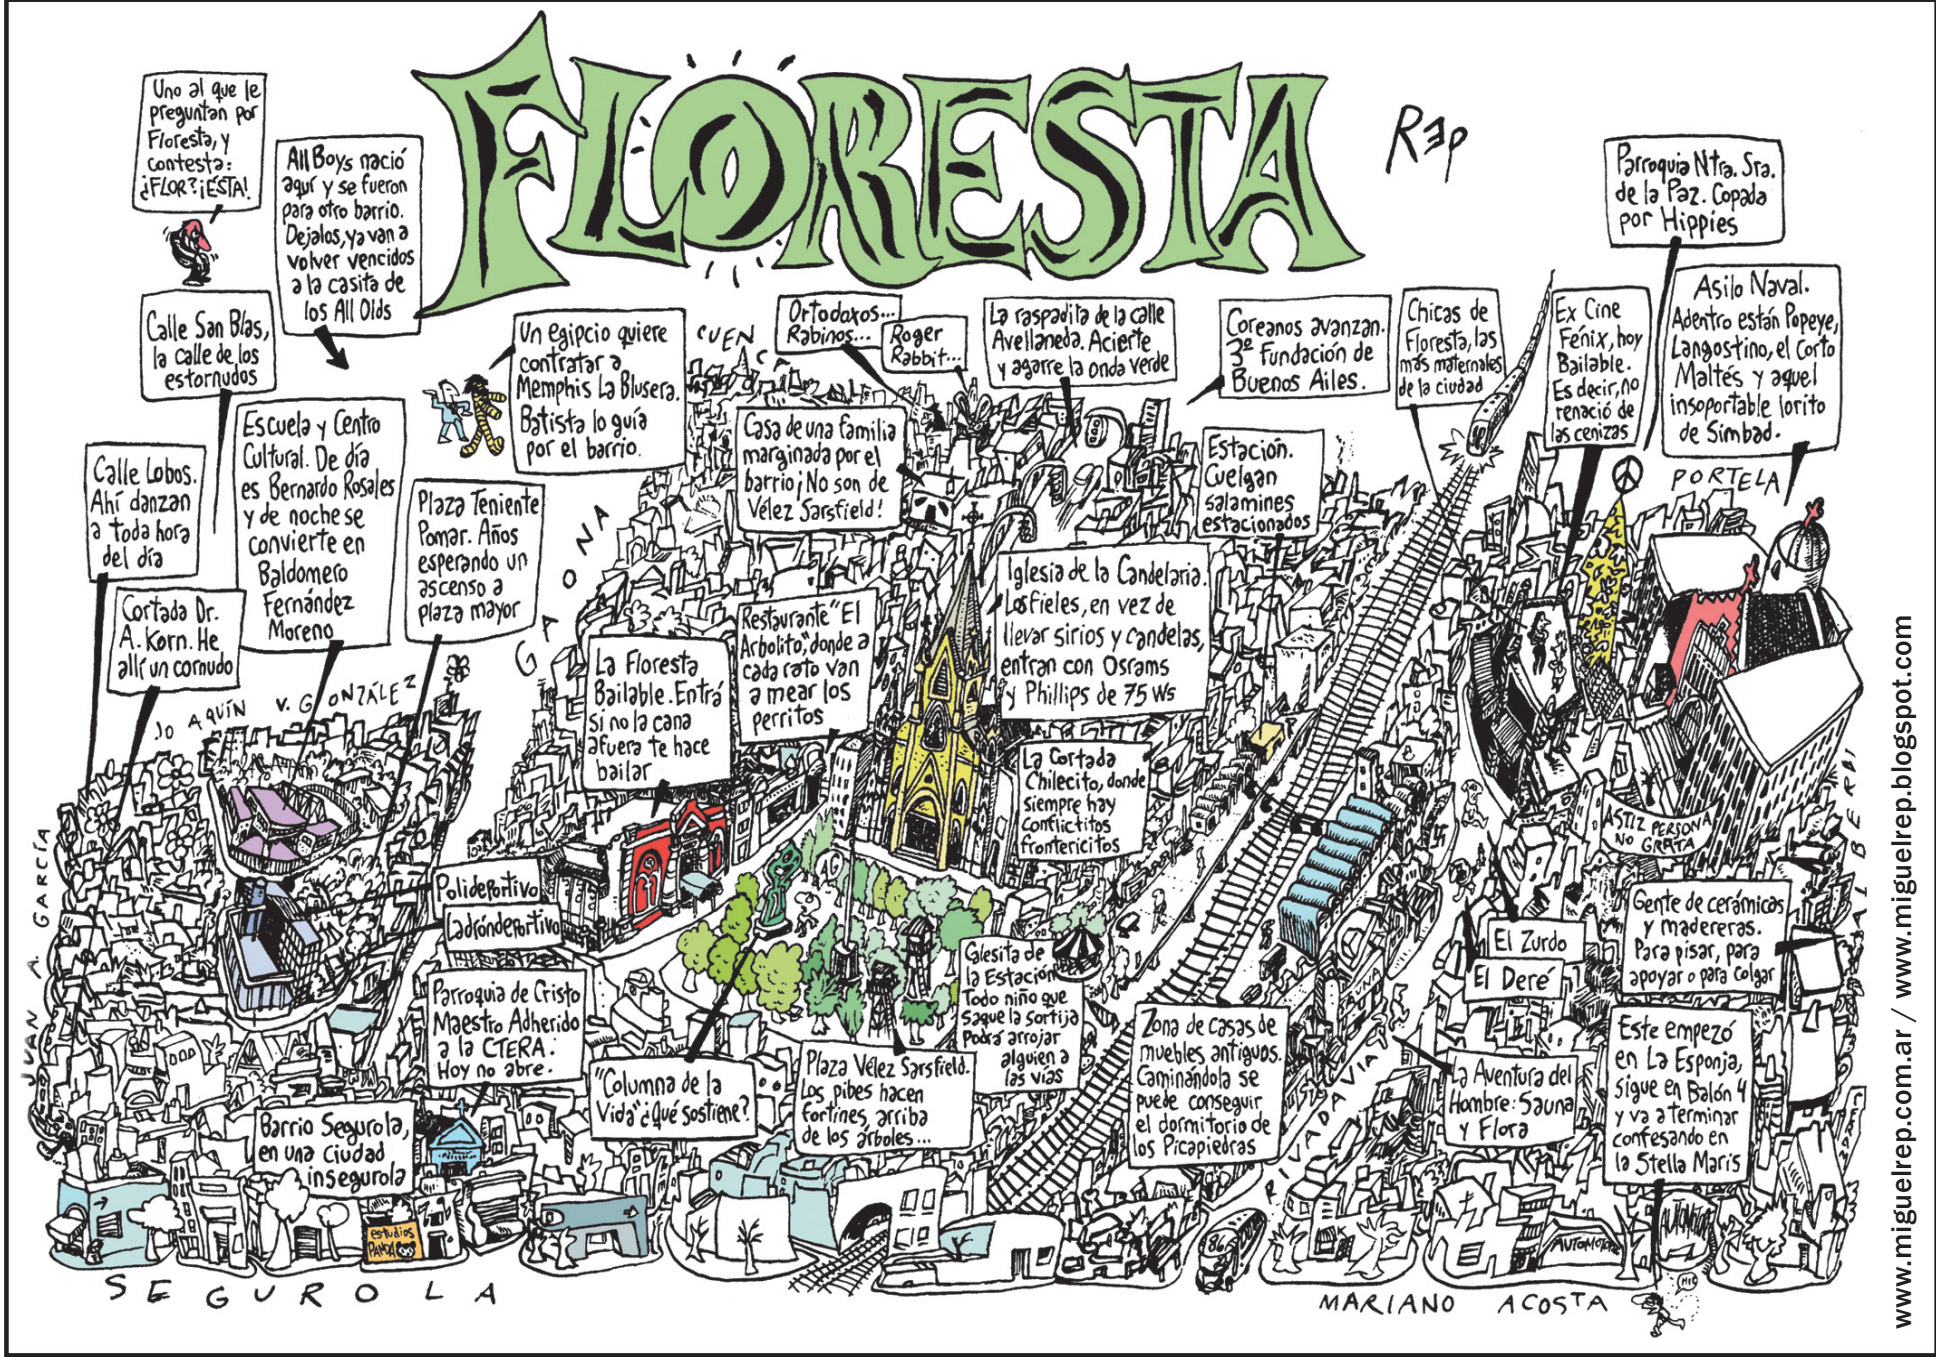 FLORESTA
REP
Uno al que le
preguntan por
Floresta, y
contesta:
¿FLOR? ¡ESTA!
All Boys nació
aquí y se fueron
para otro barrio.
Dejalos, ya van a
volver vencidos
a la casita de
los All Olds
Calle San Blas,
la calle de los
estornudos
Un egipcio quiere
contratar a
Memphis La Blusera.
Batista lo guía
por el barrio.
CUENCA
Ortodoxos...
Rabinos...
Roger
Rabbit...
La raspadita de la calle
Avellaneda. Acierte
y agarre la onda verde
Coreanos avanzan.
3º Fundación de
Buenos Ailes.
Chicas de
Floresta, las
más maternales
de la ciudad
Ex Cine
Fénix, hoy
Bailable.
Es decir, no
renació de
las cenizas
Parroquia Ntra. Sra.
de la Paz. Copada
por Hippies
Asilo Naval.
Adentro están Popeye,
Langostino, el Corto
Maltés y aquel
insoportable lorito
de Simbad.
PORTELA
Calle Lobos.
Ahí danzan
a toda hora
del día
Escuela y Centro
Cultural. De día
es Bernardo Rosales
y de noche se
convierte en
Baldomero
Fernández
Moreno
Plaza Teniente
Pomar. Años
esperando un
ascenso a
plaza mayor
GAONA
Casa de una familia
marginada por el
barrio ¡No son de
Vélez Sarsfield!
Estación.
Cuelgan
salamines
estacionados
Cortada Dr.
A. Korn. He
allí un cornudo
JOAQUÍN V. GONZÁLEZ
La Floresta
Bailable. Entrá
si no la cana
afuera te hace
bailar
Restaurante "El
Arbolito", donde a
cada rato van
a mear los
perritos
Iglesia de la Candelaria.
Los fieles, en vez de
llevar sirios y candelas,
entran con Osrams
y Phillips de 75 Ws
La Cortada
Chilecito, donde
siempre hay
conflictitos
frontericitos
ASTIZ PERSONA
NO GRATA
ALBERDI
JUAN A. GARCÍA
Polideportivo
Ladróndeportivo
Parroquia de Cristo
Maestro Adherido
a la CTERA:
Hoy no abre.
Calesita de
la Estación
Todo niño que
saque la sortija
Podrá arrojar
alguien a
las vías
El Zurdo
El Deré
Gente de cerámicas
y madereras.
Para pisar, para
apoyar o para colgar
Barrio Segurola,
en una ciudad
insegurola
"Columna de la
Vida" ¿qué sostiene?
Plaza Vélez Sarsfield.
Los pibes hacen
fortines, arriba
de los árboles...
Zona de casas de
muebles antiguos.
Caminándola se
puede conseguir
el dormitorio de
los Picapiedras
RIVADAVIA
La Aventura del
Hombre: Sauna
y Flora
Este empezó
en La Esponja,
sigue en Balón 4
y va a terminar
confesando en
la Stella Maris
estudios
PANDA
86
AUTOMOTORES
HIC
SEGUROLA
MARIANO ACOSTA
www.miguelrep.com.ar / www.miguelrep.blogspot.com